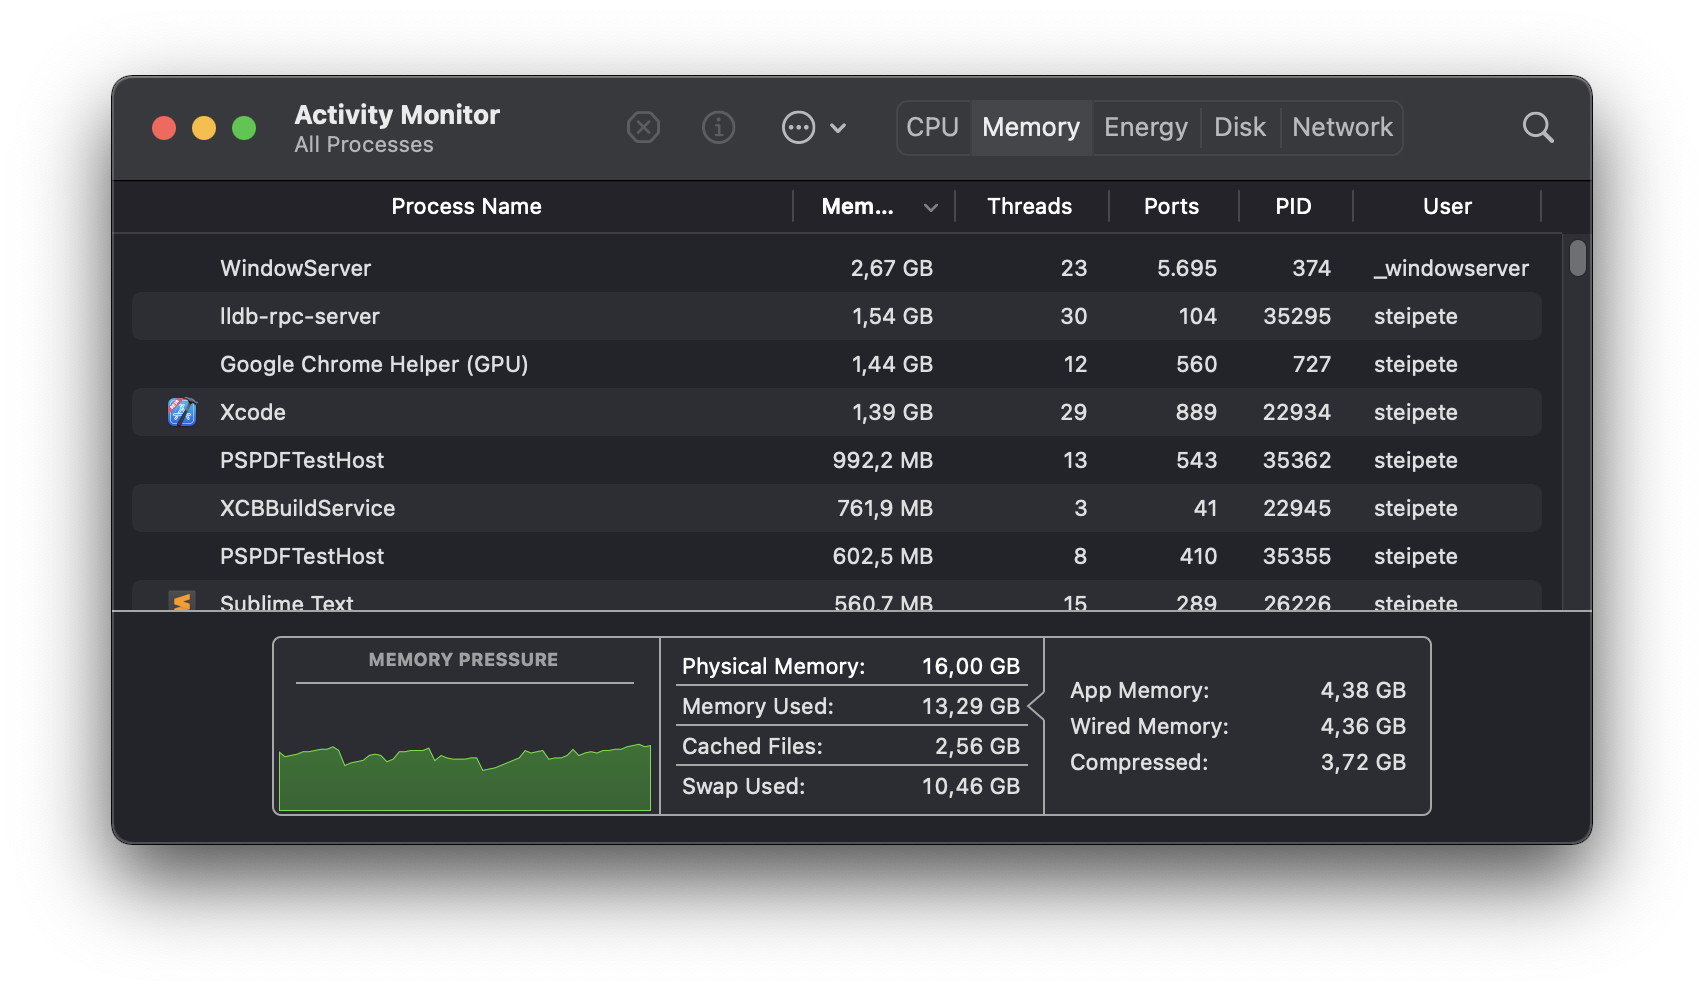 Activity Monitor
All Processes
CPU Memory Energy Disk Network
Process Name Mem... Threads Ports PID User
WindowServer 2,67 GB 23 5.695 374 _windowserver
lldb-rpc-server 1,54 GB 30 104 35295 steipete
Google Chrome Helper (GPU) 1,44 GB 12 560 727 steipete
Xcode 1,39 GB 29 889 22934 steipete
PSPDFTestHost 992,2 MB 13 543 35362 steipete
XCBBuildService 761,9 MB 3 41 22945 steipete
PSPDFTestHost 602,5 MB 8 410 35355 steipete
Sublime Text 560,7 MB 15 289 26226 steipete
MEMORY PRESSURE
Physical Memory: 16,00 GB
Memory Used: 13,29 GB
Cached Files: 2,56 GB
Swap Used: 10,46 GB
App Memory: 4,38 GB
Wired Memory: 4,36 GB
Compressed: 3,72 GB